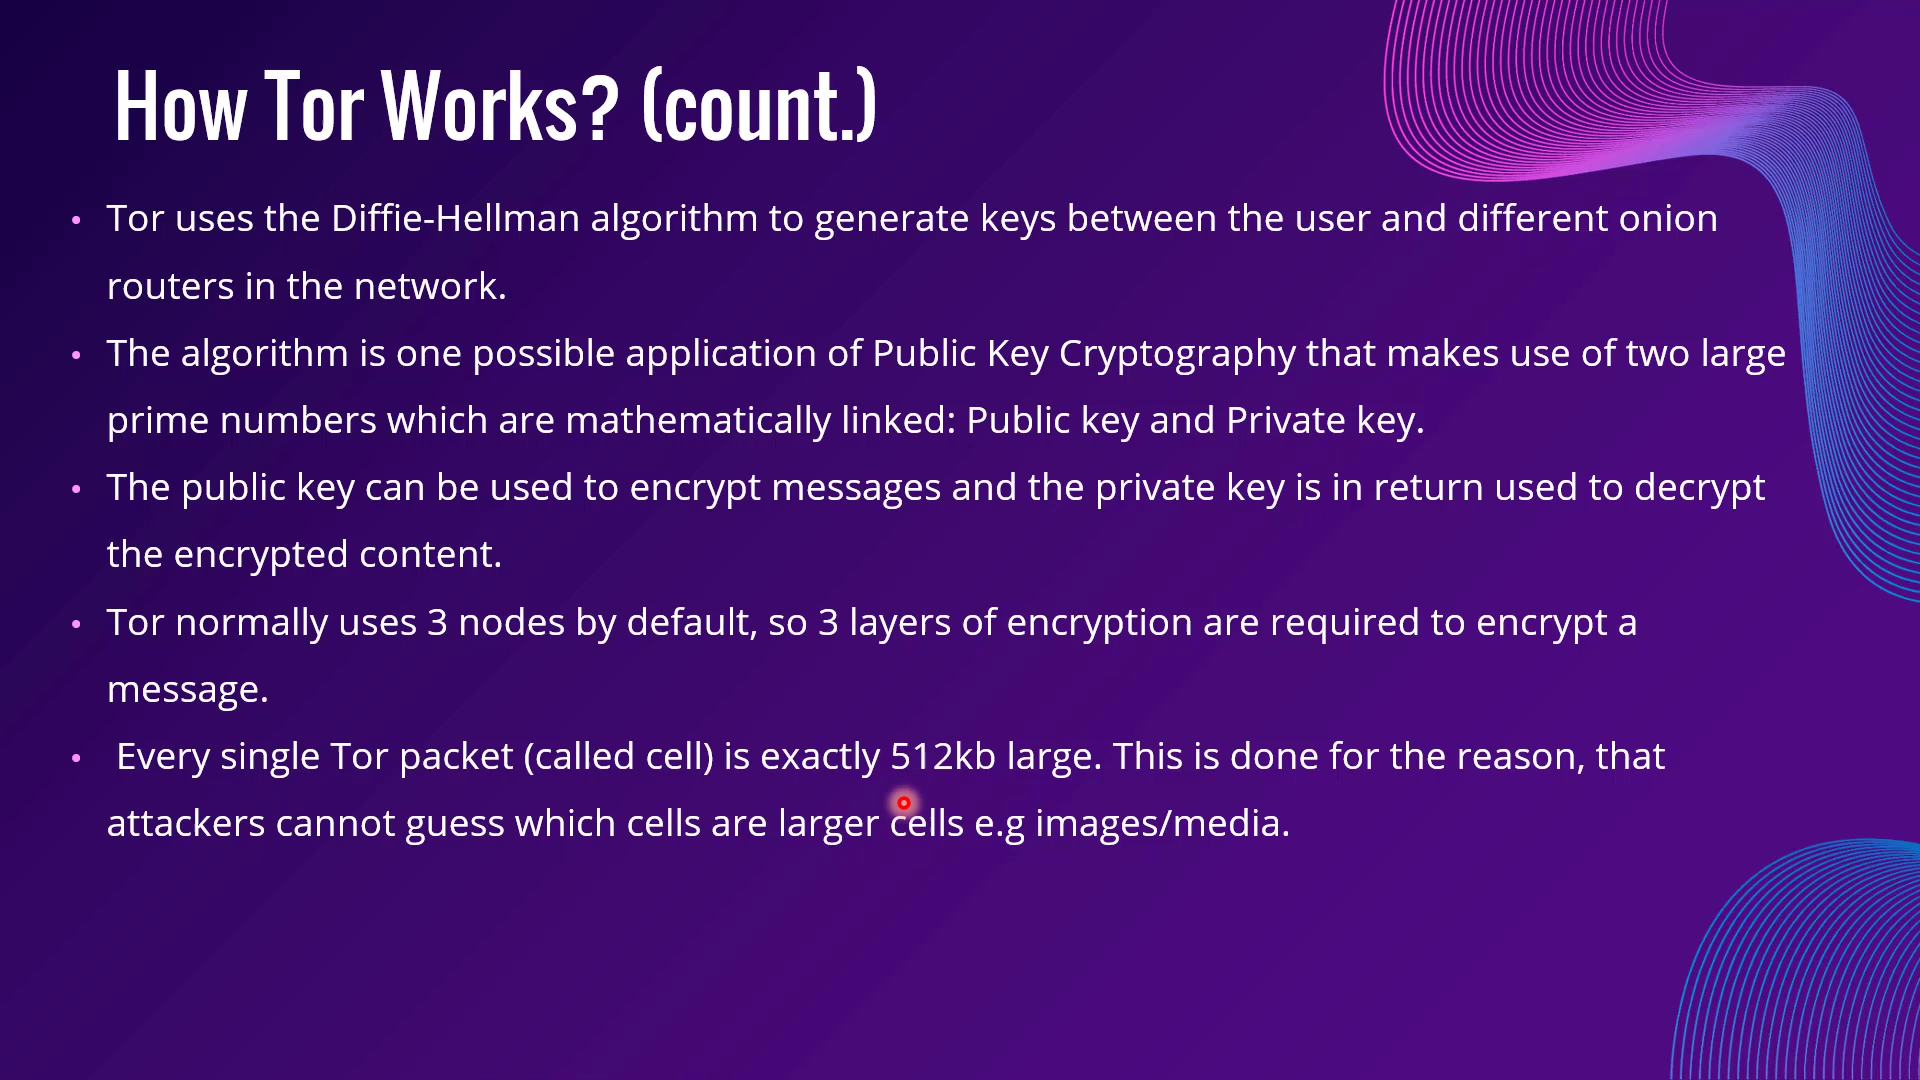 How Tor Works? (count.)
• Tor uses the Diffie-Hellman algorithm to generate keys between the user and different onion
routers in the network.
• The algorithm is one possible application of Public Key Cryptography that makes use of two large
prime numbers which are mathematically linked: Public key and Private key.
• The public key can be used to encrypt messages and the private key is in return used to decrypt
the encrypted content.
• Tor normally uses 3 nodes by default, so 3 layers of encryption are required to encrypt a
message.
• Every single Tor packet (called cell) is exactly 512kb large. This is done for the reason, that
attackers cannot guess which cells are larger cells e.g images/media.